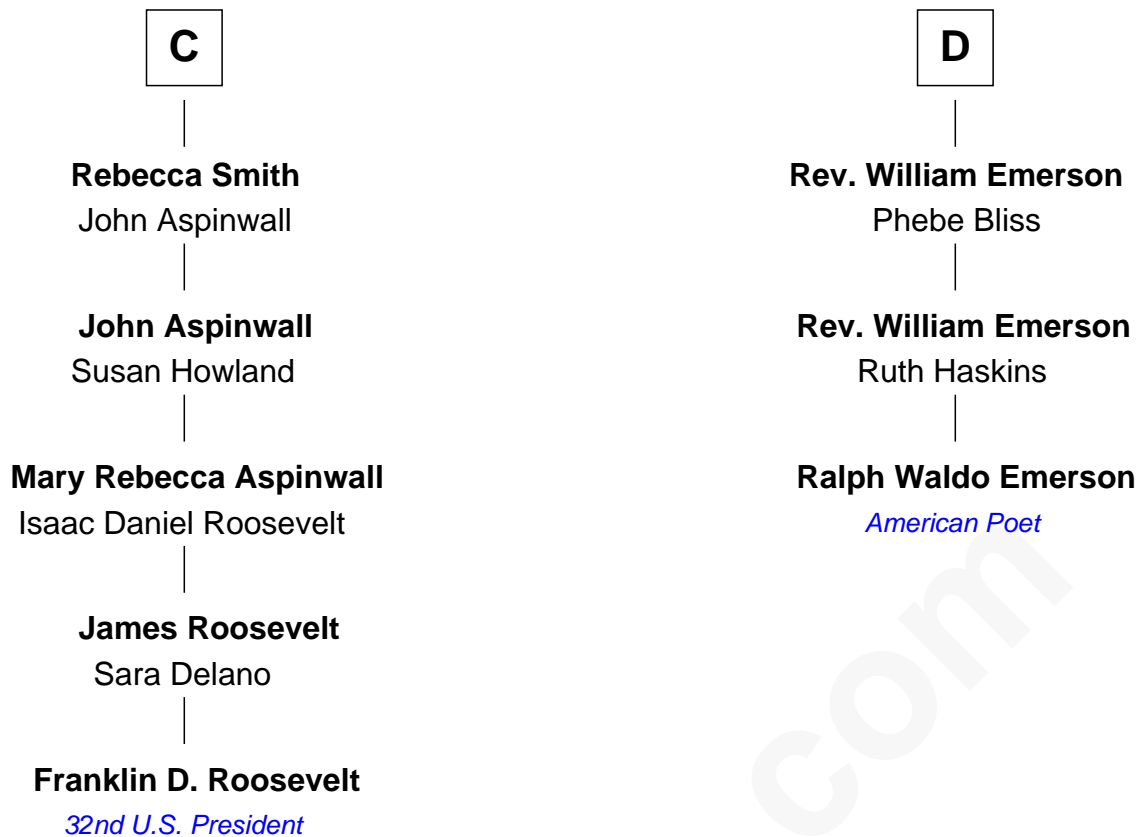 C
Rebecca Smith
John Aspinwall
John Aspinwall
Susan Howland
Mary Rebecca Aspinwall
Isaac Daniel Roosevelt
James Roosevelt
Sara Delano
Franklin D. Roosevelt
32nd U.S. President
D
Rev. William Emerson
Phebe Bliss
Rev. William Emerson
Ruth Haskins
Ralph Waldo Emerson
American Poet
com